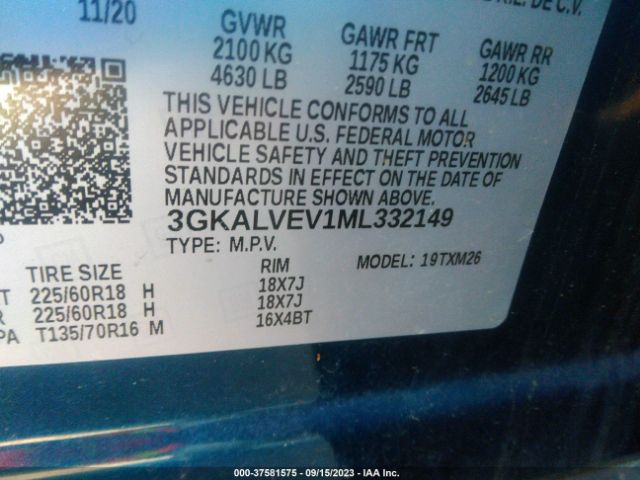 DE C.V.
11/20 GVWR GAWR FRT GAWR RR
2100 KG 1175 KG 1200 KG
4630 LB 2590 LB 2645 LB
THIS VEHICLE CONFORMS TO ALL
APPLICABLE U.S. FEDERAL MOTOR
VEHICLE SAFETY AND THEFT PREVENTION
STANDARDS IN EFFECT ON THE DATE OF
MANUFACTURE SHOWN ABOVE.
3GKALVEV1ML332149
TYPE: M.P.V. MODEL: 19TXM26
TIRE SIZE RIM
225/60R18 H 18X7J
225/60R18 H 18X7J
T135/70R16 M 16X4BT
000-37581575 - 09/15/2023 - IAA Inc.